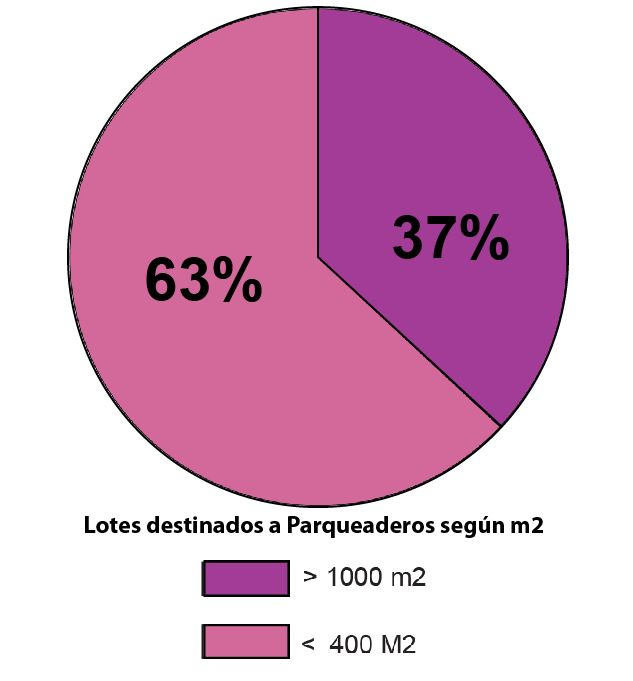 37%
63%
Lotes destinados a Parqueaderos según m2
> 1000 m2
< 400 M2